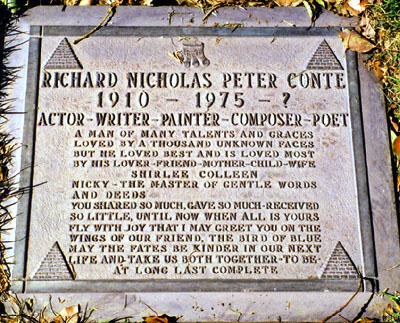 RICHARD NICHOLAS PETER CONTE
1910 - 1975 - ?
ACTOR-WRITER-PAINTER-COMPOSER-POET
A MAN OF MANY TALENTS AND GRACES
LOVED BY A THOUSAND UNKNOWN FACES
BUT HE LOVED BEST AND IS LOVED MOST
BY HIS LOVER-FRIEND-MOTHER-CHILD-WIFE
SHIRLEE COLLEEN
NICKY-THE MASTER OF GENTLE WORDS
AND DEEDS
YOU SHARED SO MUCH, GAVE SO MUCH-RECEIVED
SO LITTLE, UNTIL NOW WHEN ALL IS YOURS
FLY WITH JOY THAT I MAY GREET YOU ON THE
WINGS OF OUR FRIEND, THE BIRD OF BLUE
MAY THE FATES BE KINDER IN OUR NEXT
LIFE AND TAKE US BOTH TOGETHER-TO BE-
AT LONG LAST COMPLETE